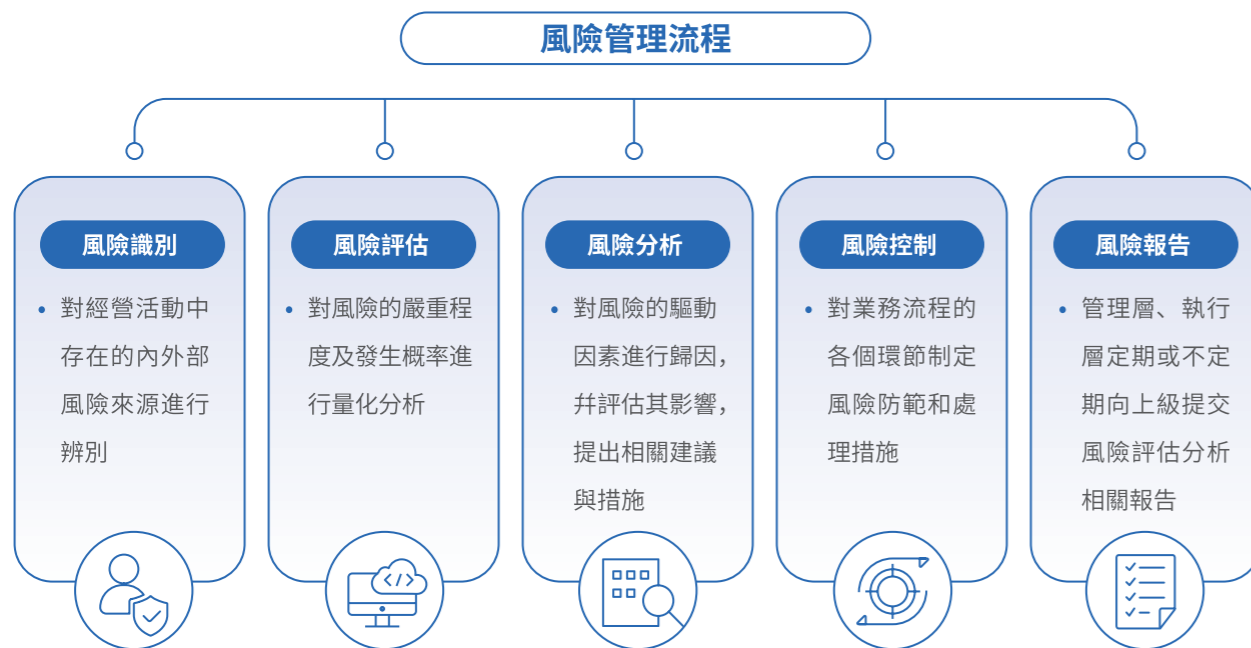 風險管理流程
風險識別
• 對經營活動中
存在的內外部
風險來源進行
辨別
風險評估
• 對風險的嚴重程
度及發生概率進
行量化分析
風險分析
• 對風險的驅動
因素進行歸因，
幷評估其影響，
提出相關建議
與措施
風險控制
• 對業務流程的
各個環節制定
風險防範和處
理措施
風險報告
• 管理層、執行
層定期或不定
期向上級提交
風險評估分析
相關報告